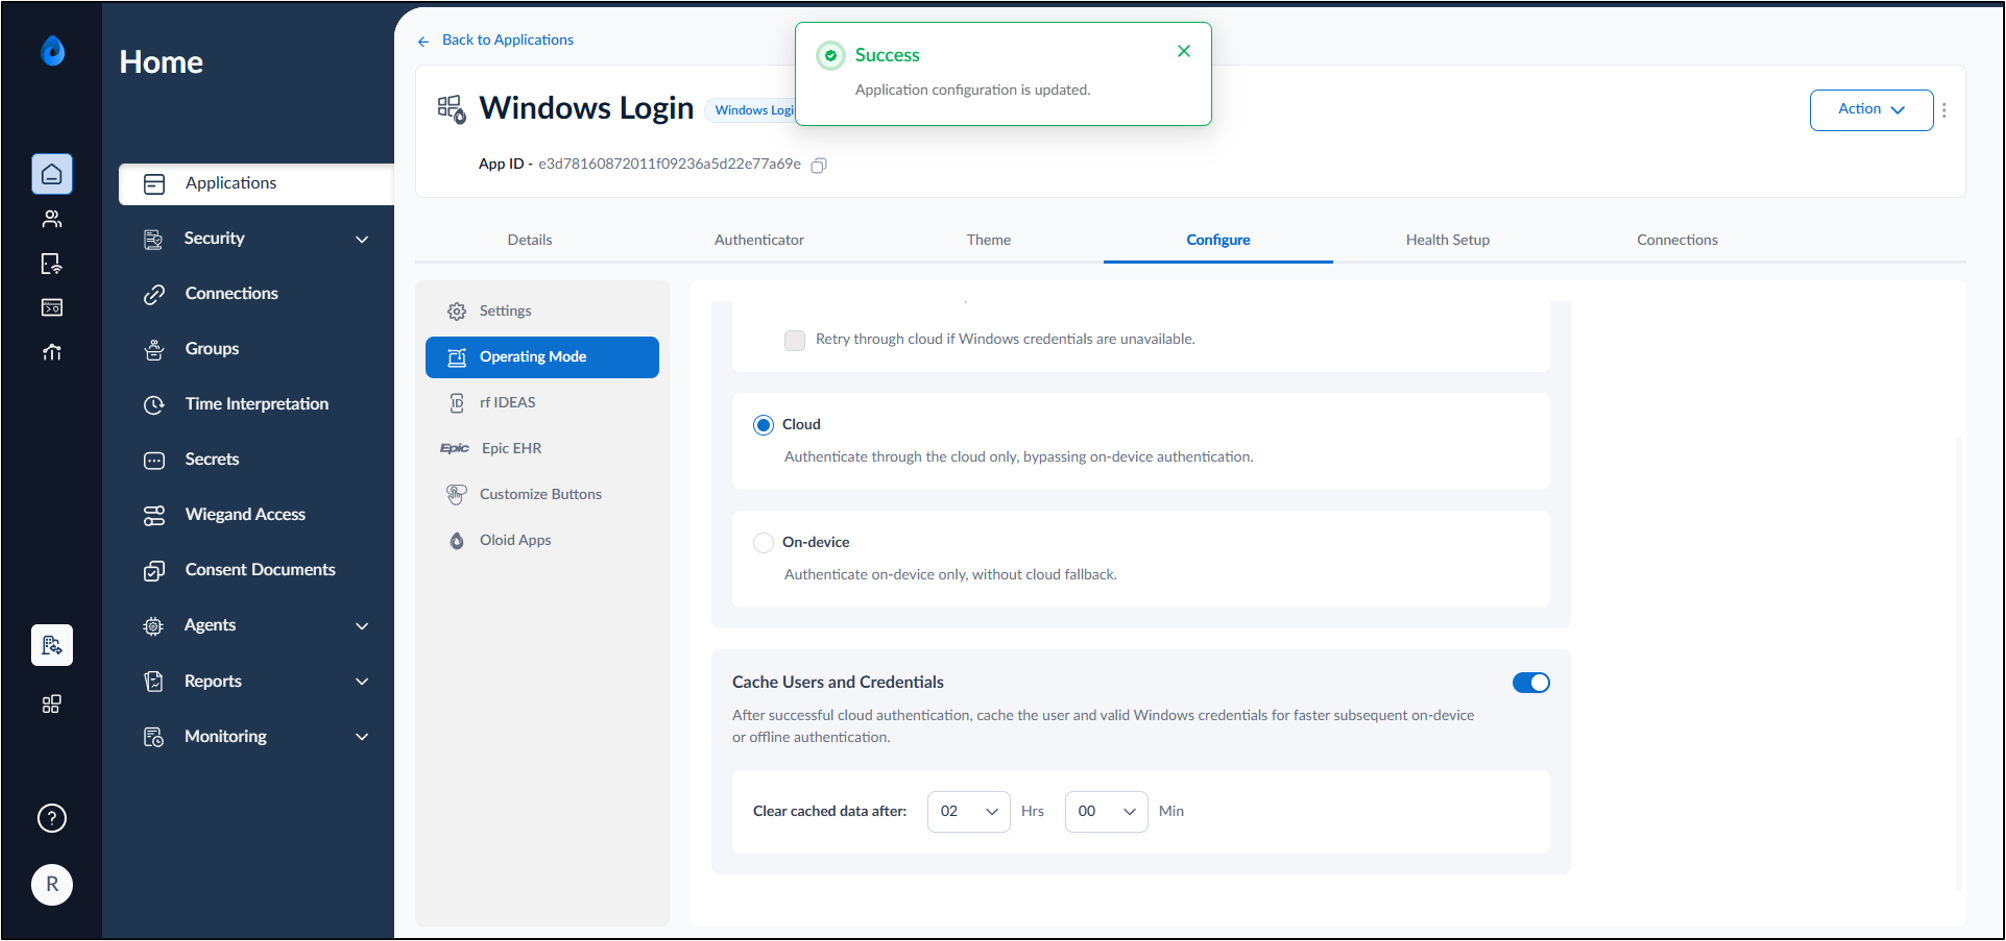 Home
Applications
Security
Connections
Groups
Time Interpretation
Secrets
Wiegand Access
Consent Documents
Agents
Reports
Monitoring
?
R
Back to Applications
Success
Application configuration is updated.
Windows Login
Windows Logi
App ID - e3d78160872011f09236a5d22e77a69e
Action
Details
Authenticator
Theme
Configure
Health Setup
Connections
Settings
Operating Mode
ID rf IDEAS
Epic Epic EHR
Customize Buttons
Oloid Apps
Retry through cloud if Windows credentials are unavailable.
Cloud
Authenticate through the cloud only, bypassing on-device authentication.
On-device
Authenticate on-device only, without cloud fallback.
Cache Users and Credentials
After successful cloud authentication, cache the user and valid Windows credentials for faster subsequent on-device
or offline authentication.
Clear cached data after: 02 Hrs 00 Min